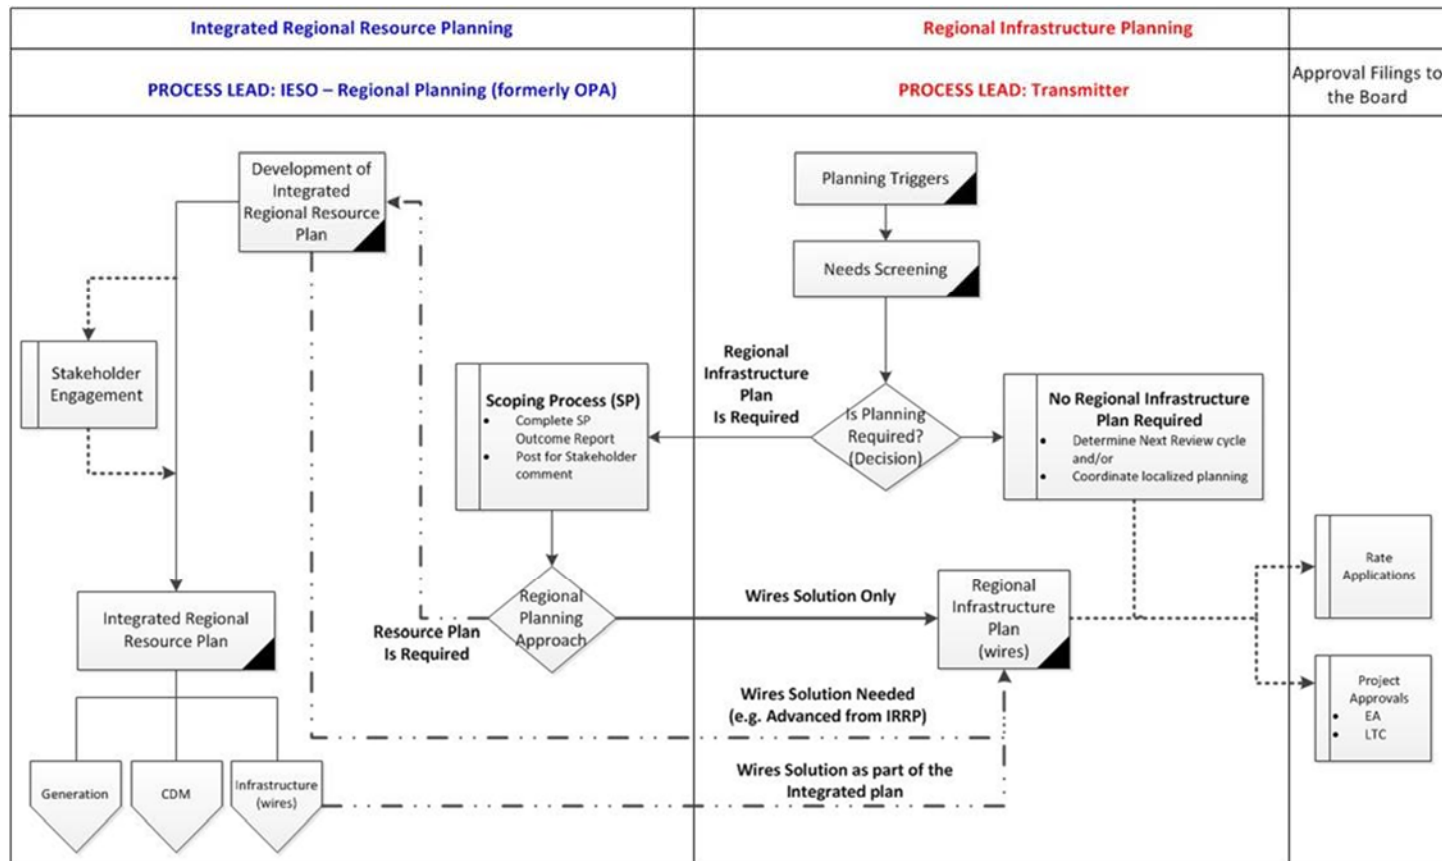 Integrated Regional Resource Planning
Regional Infrastructure Planning
PROCESS LEAD: IESO – Regional Planning (formerly OPA)
PROCESS LEAD: Transmitter
Approval Filings to
the Board
Development of
Integrated
Regional Resource
Plan
Planning Triggers
Needs Screening
Stakeholder
Engagement
Regional
Infrastructure
Plan
Is Required
Scoping Process (SP)
• Complete SP
Outcome Report
• Post for Stakeholder
comment
Is Planning
Required?
(Decision)
No Regional Infrastructure
Plan Required
• Determine Next Review cycle
and/or
• Coordinate localized planning
Rate
Applications
Integrated Regional
Resource Plan
Resource Plan
Is Required
Regional
Planning
Approach
Wires Solution Only
Regional
Infrastructure
Plan
(wires)
Project
Approvals
• EA
• LTC
Wires Solution Needed
(e.g. Advanced from IRRP)
Generation
CDM
Infrastructure
(wires)
Wires Solution as part of the
Integrated plan